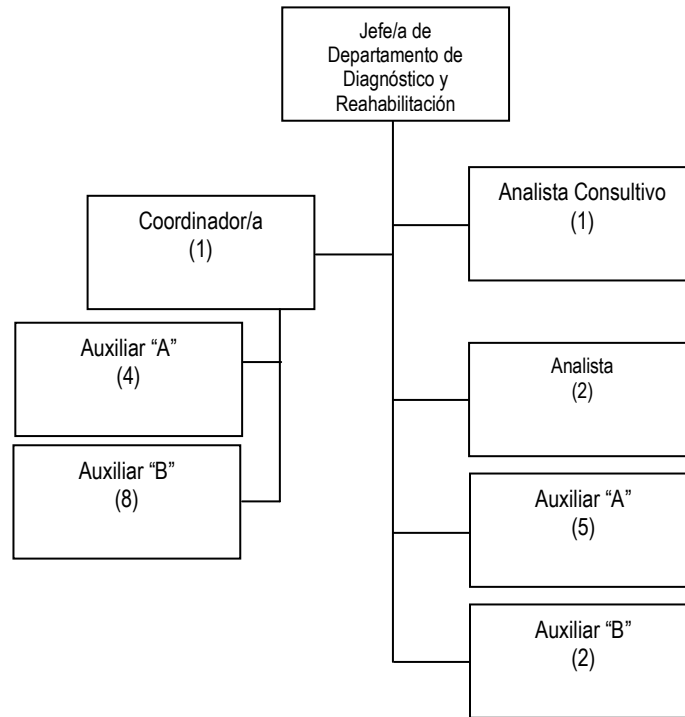 Jefe/a de
Departamento de
Diagnóstico y
Reahabilitación
Analista Consultivo
(1)
Coordinador/a
(1)
Auxiliar “A”
(4)
Analista
(2)
Auxiliar “B”
(8)
Auxiliar “A”
(5)
Auxiliar “B”
(2)